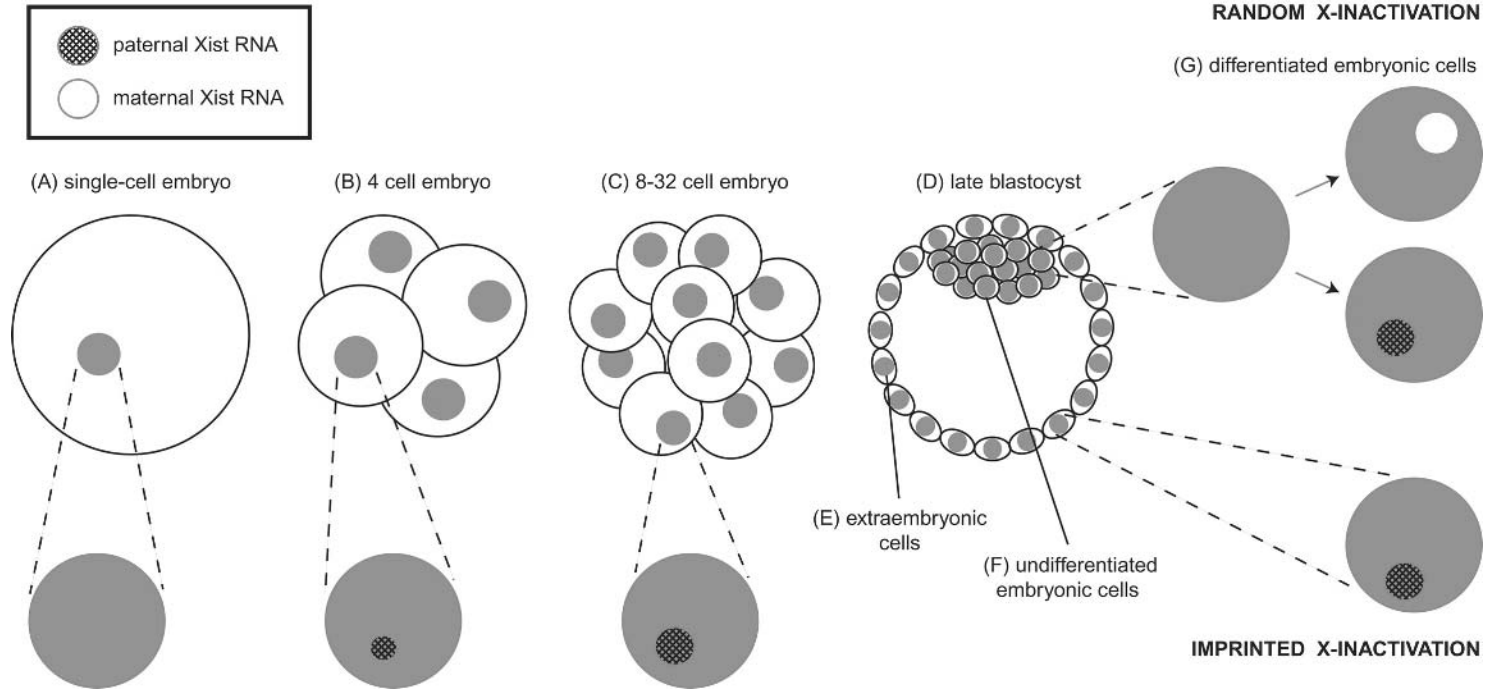 RANDOM X-INACTIVATION
paternal Xist RNA
maternal Xist RNA
(G) differentiated embryonic cells
(A) single-cell embryo
(B) 4 cell embryo
(C) 8-32 cell embryo
(D) late blastocyst
(E) extraembryonic
cells
(F) undifferentiated
embryonic cells
IMPRINTED X-INACTIVATION